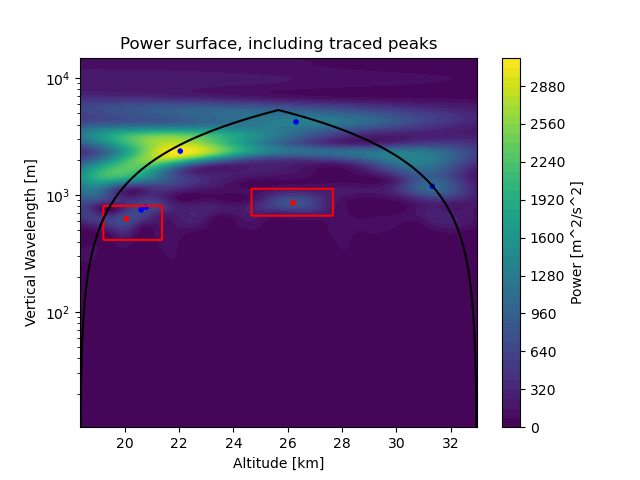 Power surface, including traced peaks
10^4
10^3
10^2
Vertical Wavelength [m]
20 22 24 26 28 30 32
Altitude [km]
2880
2560
2240
1920
1600
1280
960
640
320
0
Power [m^2/s^2]